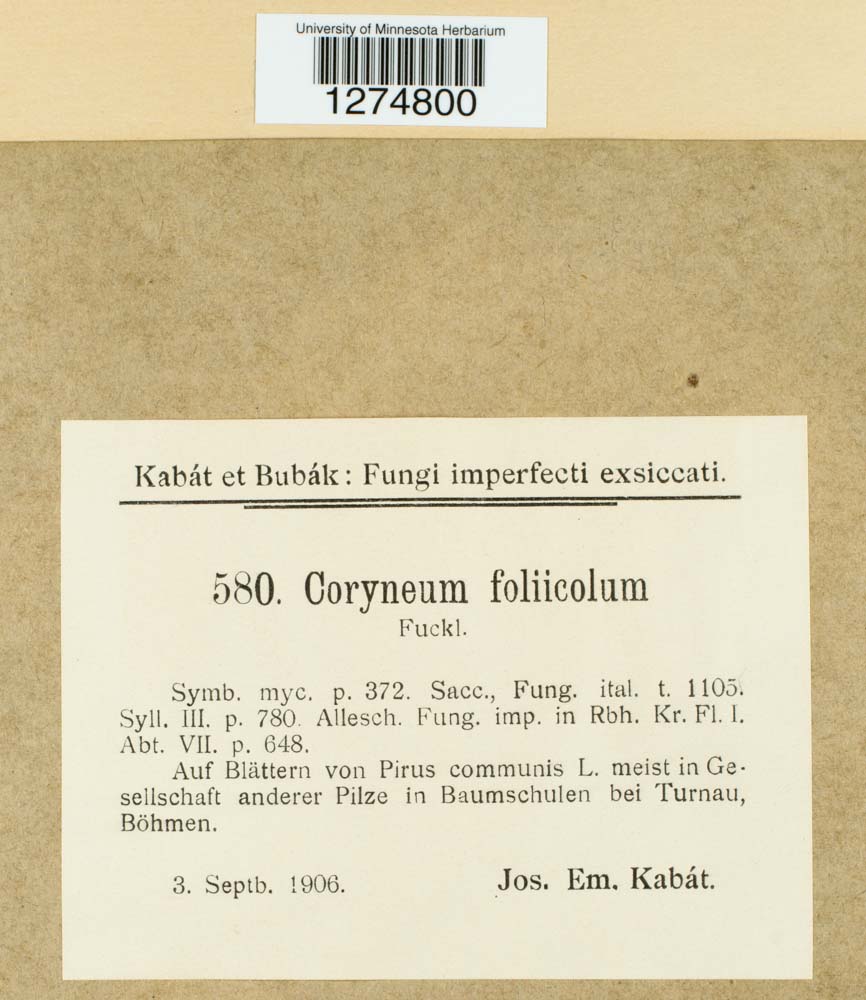 University of Minnesota Herbarium
1274800
Kabát et Bubák: Fungi imperfecti exsiccati.
580. Coryneum foliicolum
Fuckl.
Symb. myc. p. 372. Sacc., Fung. ital. t. 1105.
Syll. III. p. 780. Allesch. Fung. imp. in Rbh. Kr. Fl. I.
Abt. VII. p. 648.
Auf Blättern von Pirus communis L. meist in Ge-
sellschaft anderer Pilze in Baumschulen bei Turnau,
Böhmen.
3. Septb. 1906. Jos. Em. Kabát.